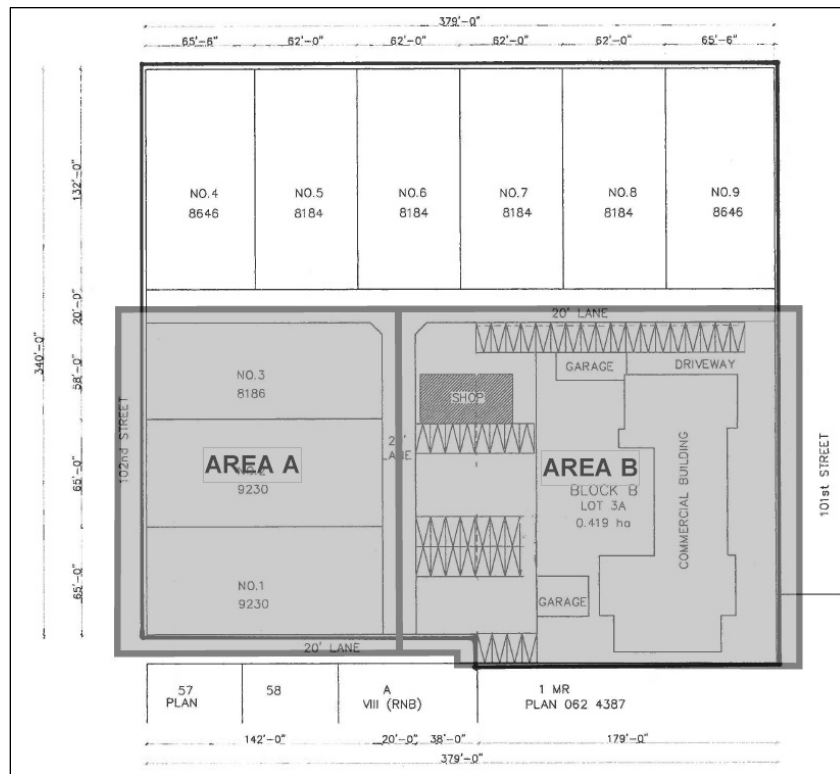 379'-0"
65'-6" 62'-0" 62'-0" 62'-0" 62'-0" 65'-6"
340'-0"
132'-0"
20'-0"
58'-0"
65'-0"
65'-0"
NO.4 NO.5 NO.6 NO.7 NO.8 NO.9
8646 8184 8184 8184 8184 8646
20' LANE
NO.3
8186
GARAGE
DRIVEWAY
SHOP
102nd STREET
AREA A
9230
LANE
AREA B
BLOCK B
LOT 3A
0.419 ha
COMMERCIAL BUILDING
101st STREET
NO.1
9230
GARAGE
20' LANE
57 58 A 1 MR
PLAN VIII (RNB) PLAN 062 4387
142'-0" 20'-0" 38'-0" 179'-0"
379'-0"